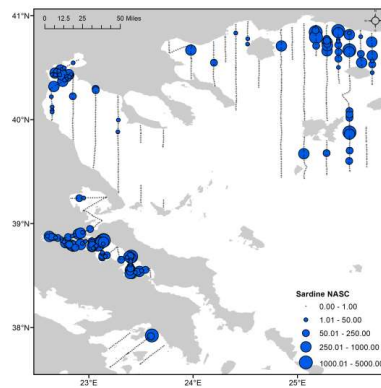 0 12.5 25 50 Miles
41°N
40°N
39°N
38°N
23°E 24°E 25°E
Sardine NASC
0.00 - 1.00
1.01 - 50.00
50.01 - 250.00
250.01 - 1000.00
1000.01 - 5000.00